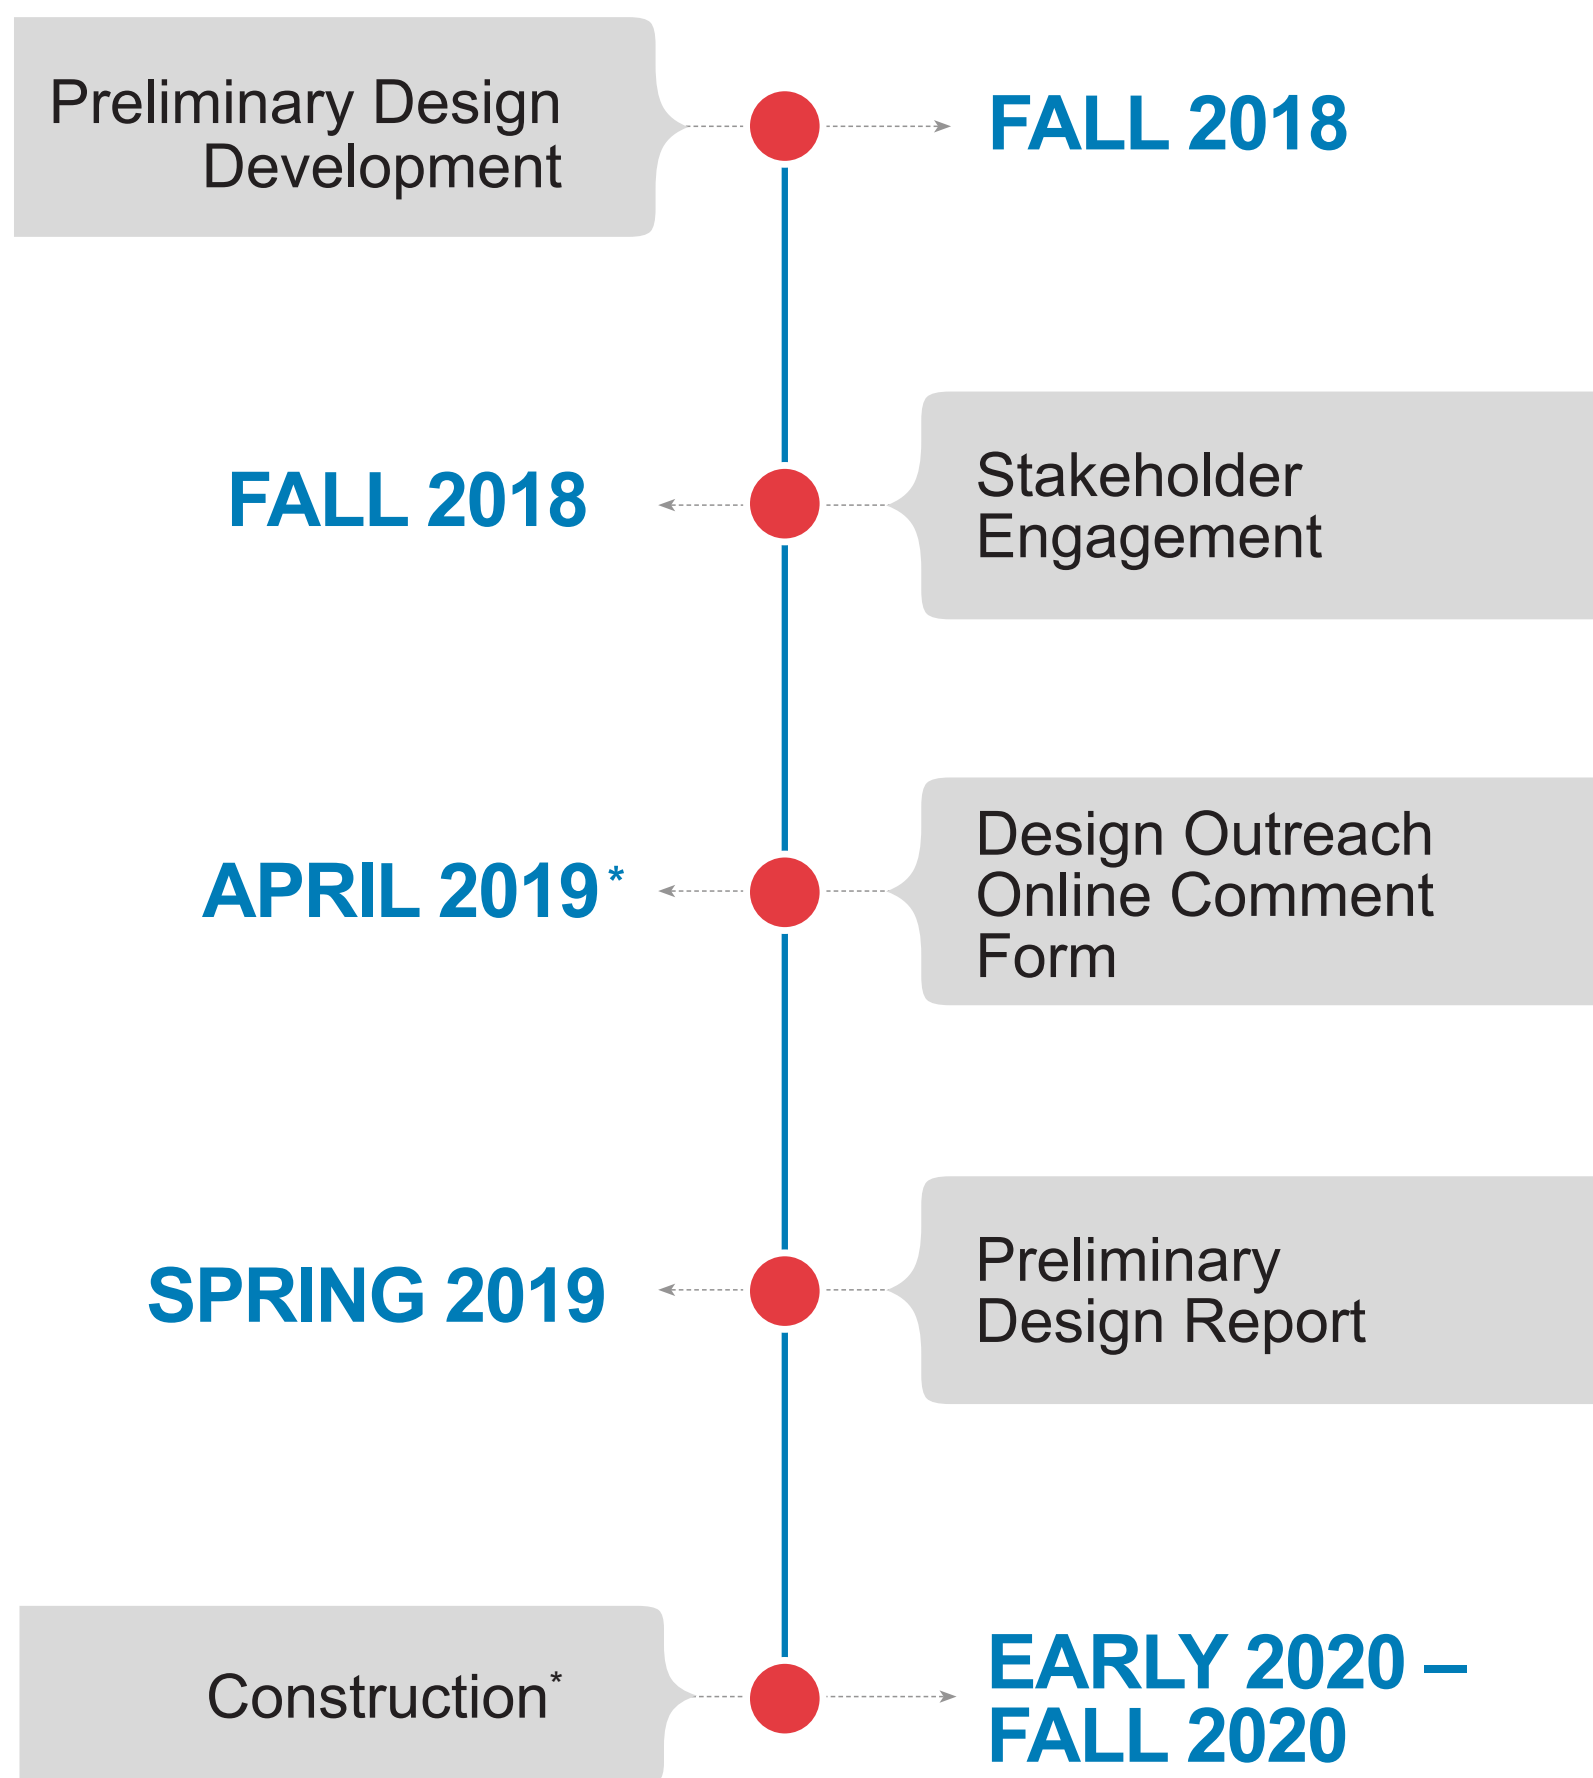 Preliminary Design
Development
FALL 2018
FALL 2018
Stakeholder
Engagement
APRIL 2019*
Design Outreach
Online Comment
Form
SPRING 2019
Preliminary
Design Report
Construction*
EARLY 2020 –
FALL 2020